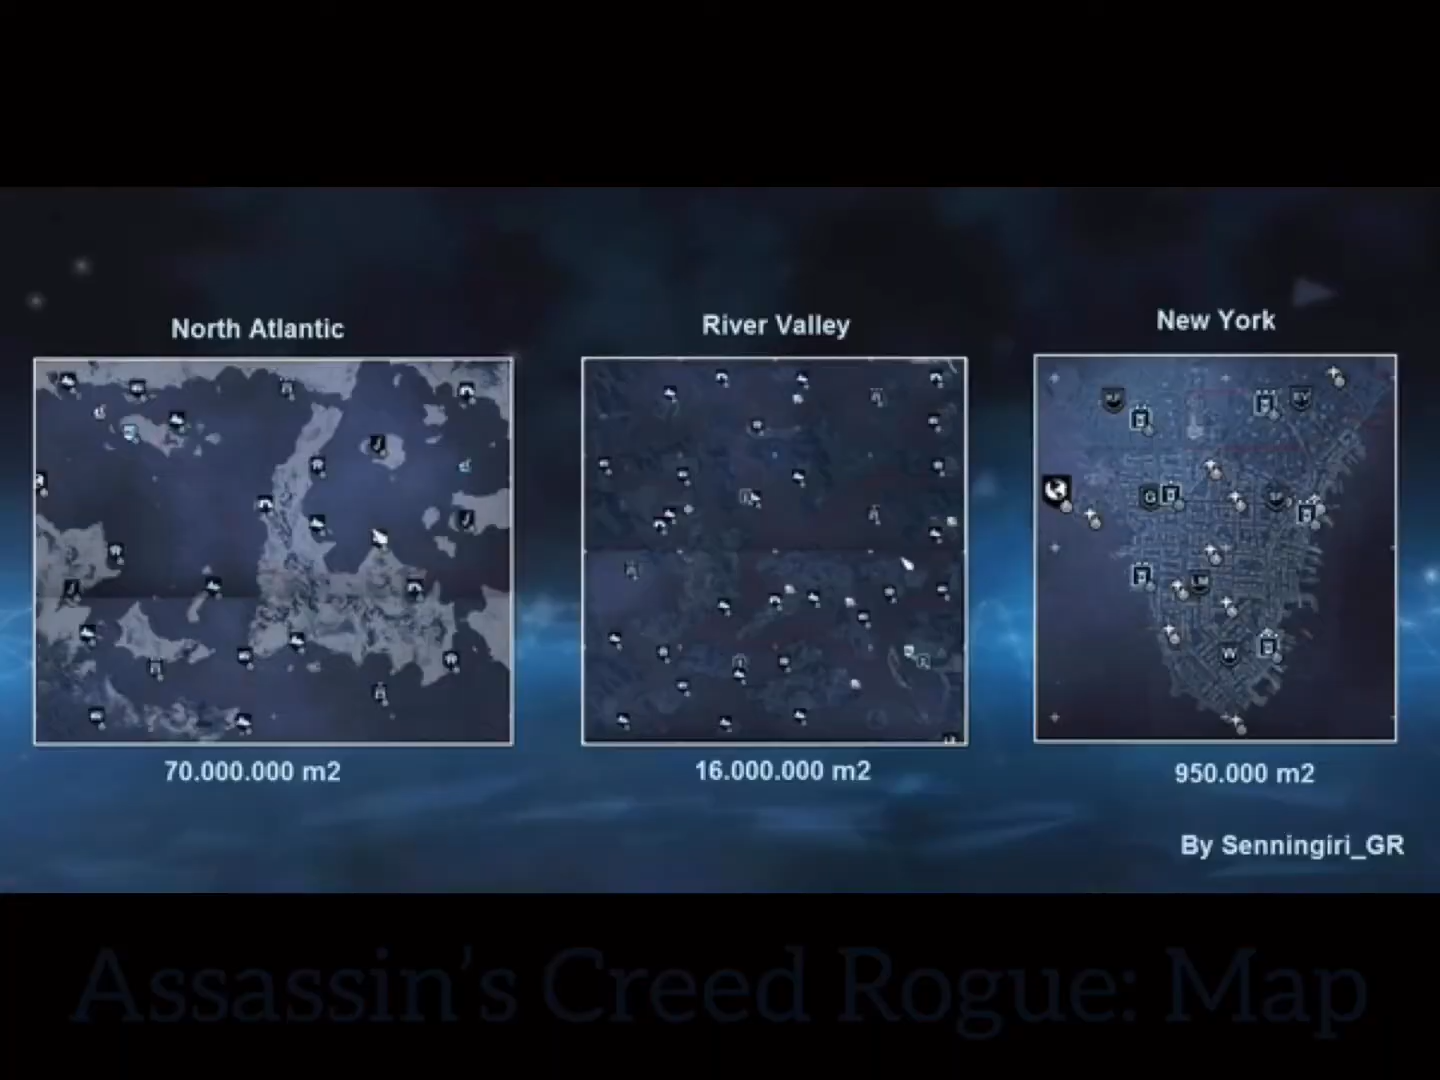 North Atlantic
River Valley
New York
70.000.000 m2
16.000.000 m2
950.000 m2
By Senningiri_GR
Assassin's Creed Rogue: Map